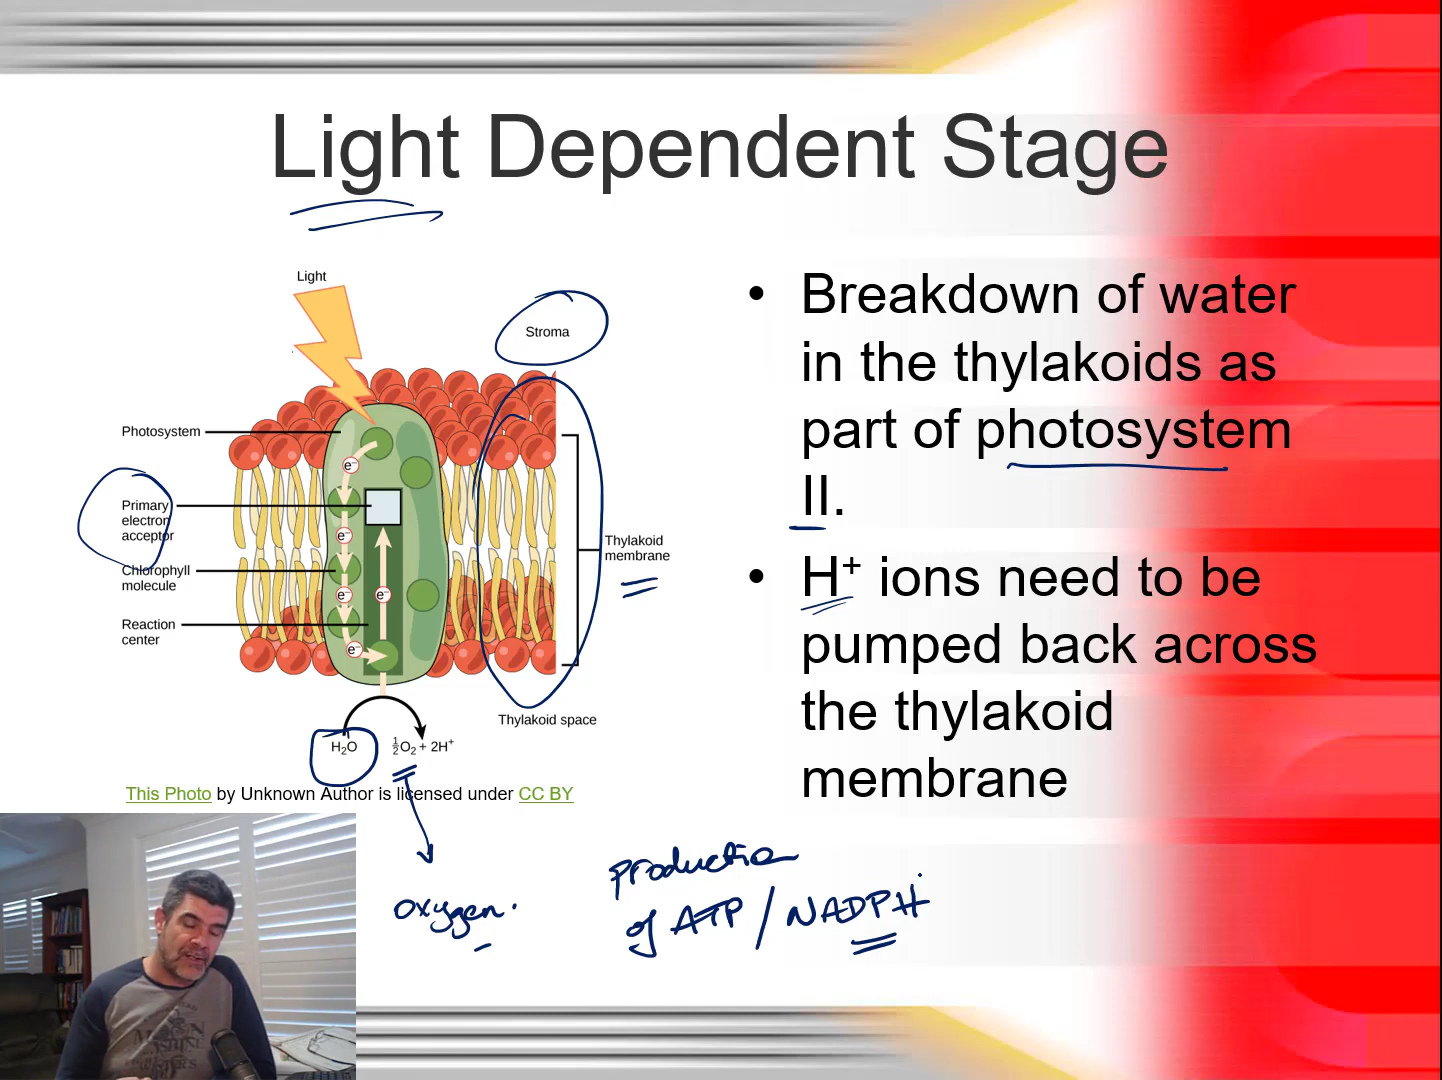 Light Dependent Stage
Light
Stroma
Photosystem
e⁻
Primary
electron
acceptor
e⁻
Thylakoid
membrane
Chlorophyll
molecule
e⁻
e⁻
Reaction
center
e⁻
Thylakoid space
H₂O
½O₂ + 2H⁺
This Photo by Unknown Author is licensed under CC BY
• Breakdown of water
in the thylakoids as
part of photosystem
II.
• H⁺ ions need to be
pumped back across
the thylakoid
membrane
oxygen.
production
of ATP / NADPH